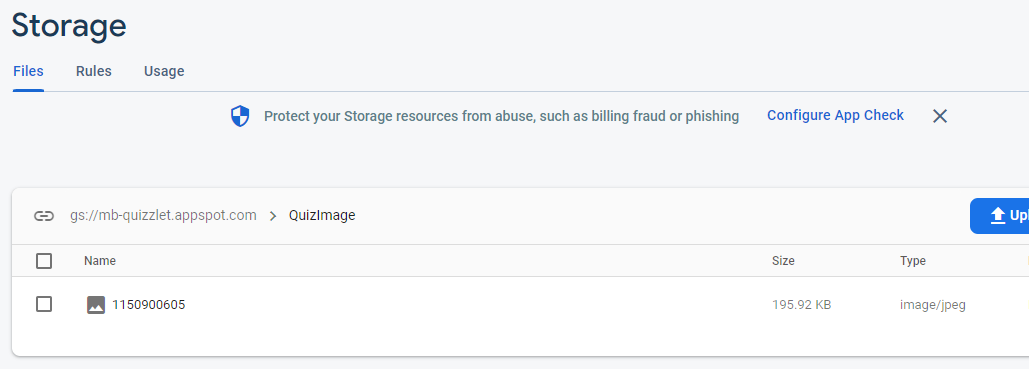 Storage
Files Rules Usage
Protect your Storage resources from abuse, such as billing fraud or phishing Configure App Check
gs://mb-quizzlet.appspot.com > QuizImage
Name Size Type
1150900605 195.92 KB image/jpeg